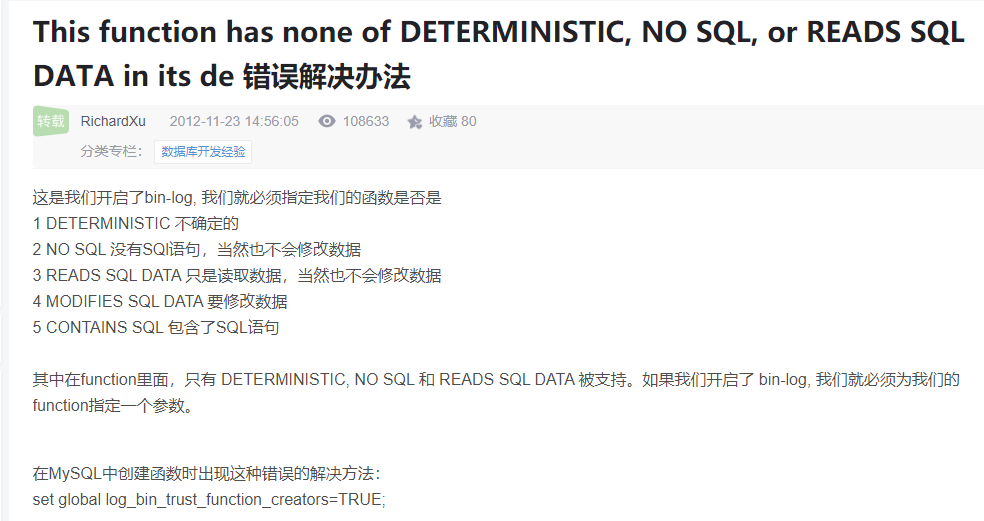 This function has none of DETERMINISTIC, NO SQL, or READS SQL
DATA in its de 错误解决办法
转载 RichardXu 2012-11-23 14:56:05 108633 收藏 80
分类专栏： 数据库开发经验
这是我们开启了bin-log, 我们就必须指定我们的函数是否是
1 DETERMINISTIC 不确定的
2 NO SQL 没有SQl语句，当然也不会修改数据
3 READS SQL DATA 只是读取数据，当然也不会修改数据
4 MODIFIES SQL DATA 要修改数据
5 CONTAINS SQL 包含了SQL语句
其中在function里面，只有 DETERMINISTIC, NO SQL 和 READS SQL DATA 被支持。如果我们开启了 bin-log, 我们就必须为我们的
function指定一个参数。
在MySQL中创建函数时出现这种错误的解决方法：
set global log_bin_trust_function_creators=TRUE;